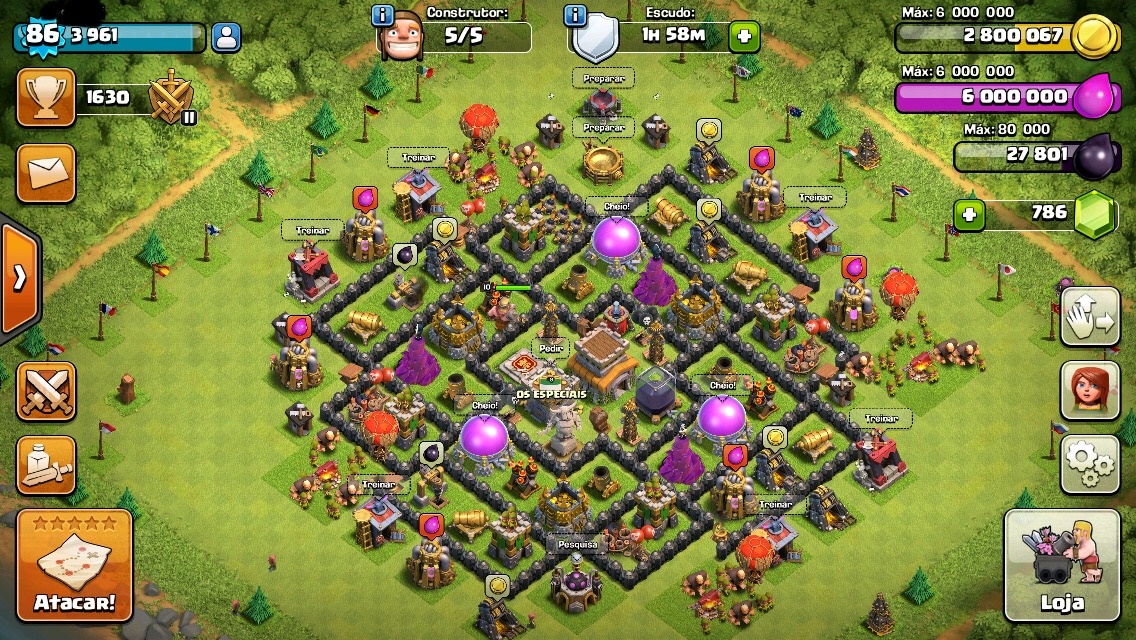 86 3 961
Construtor:
5/5
Escudo:
1H 58M
Máx: 6 000 000
2 800 067
Máx: 6 000 000
6 000 000
Máx: 80 000
27 801
786
1630
Preparar
Preparar
Treinar
Treinar
Treinar
Cheio!
10
Pedir
OS ESPECIAIS
Cheio!
Cheio!
Treinar
Treinar
Treinar
Pesquisa
Atacar!
Loja